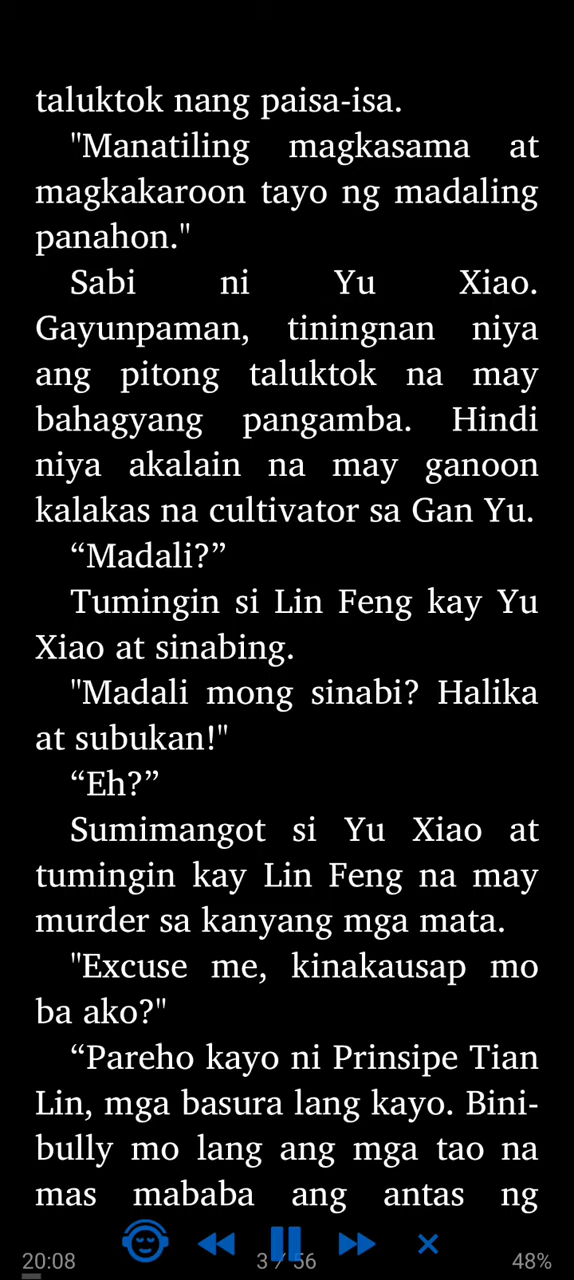 taluktok nang paisa-isa.
"Manatiling magkasama at
magkakaroon tayo ng madaling
panahon."
Sabi ni Yu Xiao.
Gayunpaman, tiningnan niya
ang pitong taluktok na may
bahagyang pangamba. Hindi
niya akalain na may ganoon
kalakas na cultivator sa Gan Yu.
“Madali?”
Tumingin si Lin Feng kay Yu
Xiao at sinabing.
"Madali mong sinabi? Halika
at subukan!"
“Eh?”
Sumimangot si Yu Xiao at
tumingin kay Lin Feng na may
murder sa kanyang mga mata.
"Excuse me, kinakausap mo
ba ako?"
“Pareho kayo ni Prinsipe Tian
Lin, mga basura lang kayo. Bini-
bully mo lang ang mga tao na
mas mababa ang antas ng
20:08 3 / 56 48%